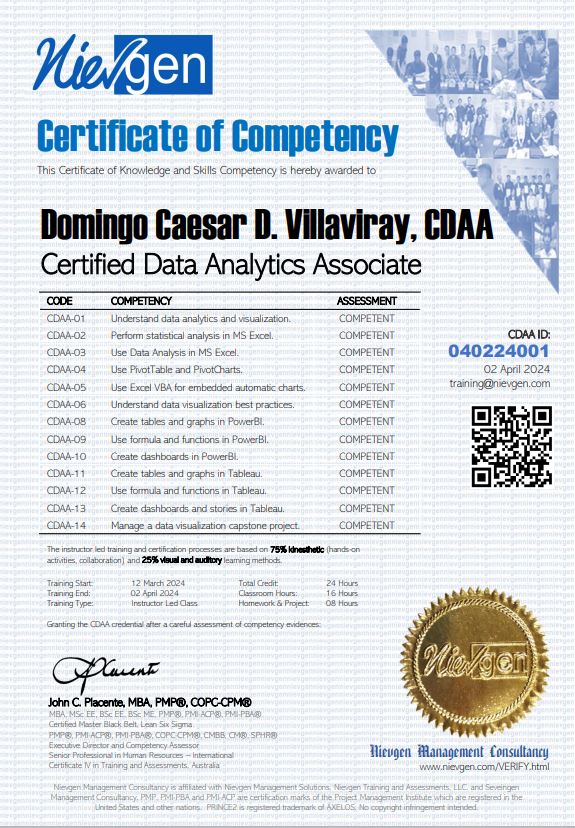 Nievgen
Certificate of Competency
This Certificate of Knowledge and Skills Competency is hereby awarded to
Domingo Caesar D. Villaviray, CDAA
Certified Data Analytics Associate
CODE COMPETENCY ASSESSMENT
CDAA-01 Understand data analytics and visualization. COMPETENT
CDAA-02 Perform statistical analysis in MS Excel. COMPETENT
CDAA-03 Use Data Analysis in MS Excel. COMPETENT
CDAA-04 Use PivotTable and PivotCharts. COMPETENT
CDAA-05 Use Excel VBA for embedded automatic charts. COMPETENT
CDAA-06 Understand data visualization best practices. COMPETENT
CDAA-08 Create tables and graphs in PowerBI. COMPETENT
CDAA-09 Use formula and functions in PowerBI. COMPETENT
CDAA-10 Create dashboards in PowerBI. COMPETENT
CDAA-11 Create tables and graphs in Tableau. COMPETENT
CDAA-12 Use formula and functions in Tableau. COMPETENT
CDAA-13 Create dashboards and stories in Tableau. COMPETENT
CDAA-14 Manage a data visualization capstone project. COMPETENT
CDAA ID:
040224001
02 April 2024
training@nievgen.com
The instructor led training and certification processes are based on 75% kinesthetic (hands-on
activities, collaboration) and 25% visual and auditory learning methods.
Training Start: 12 March 2024 Total Credit: 24 Hours
Training End: 02 April 2024 Classroom Hours: 16 Hours
Training Type: Instructor Led Class Homework & Project: 08 Hours
Granting the CDAA credential after a careful assessment of competency evidences:
Placente
John C. Placente, MBA, PMP®, COPC-CPM®
MBA, MSc EE, BSc EE, BSc ME, PMP®, PMI-ACP®, PMI-PBA®
Certified Master Black Belt, Lean Six Sigma
PMP®, PMI-ACP®, PMI-PBA®, COPC-CPM®, CMBB, CM®, SPHRi®
Executive Director and Competency Assessor
Senior Professional in Human Resources – International
Certificate IV in Training and Assessments, Australia
Nievgen
Nievgen Management Consultancy
www.nievgen.com/VERIFY.html
Nievgen Management Consultancy is affiliated with Nievgen Management Solutions, Nievgen Training and Assessments, LLC, and Seveingen
Management Consultancy. PMP, PMI-PBA and PMI-ACP are certification marks of the Project Management Institute which are registered in the
United States and other nations. PRINCE2 is registered trademark of AXELOS. No copyright infringement intended.